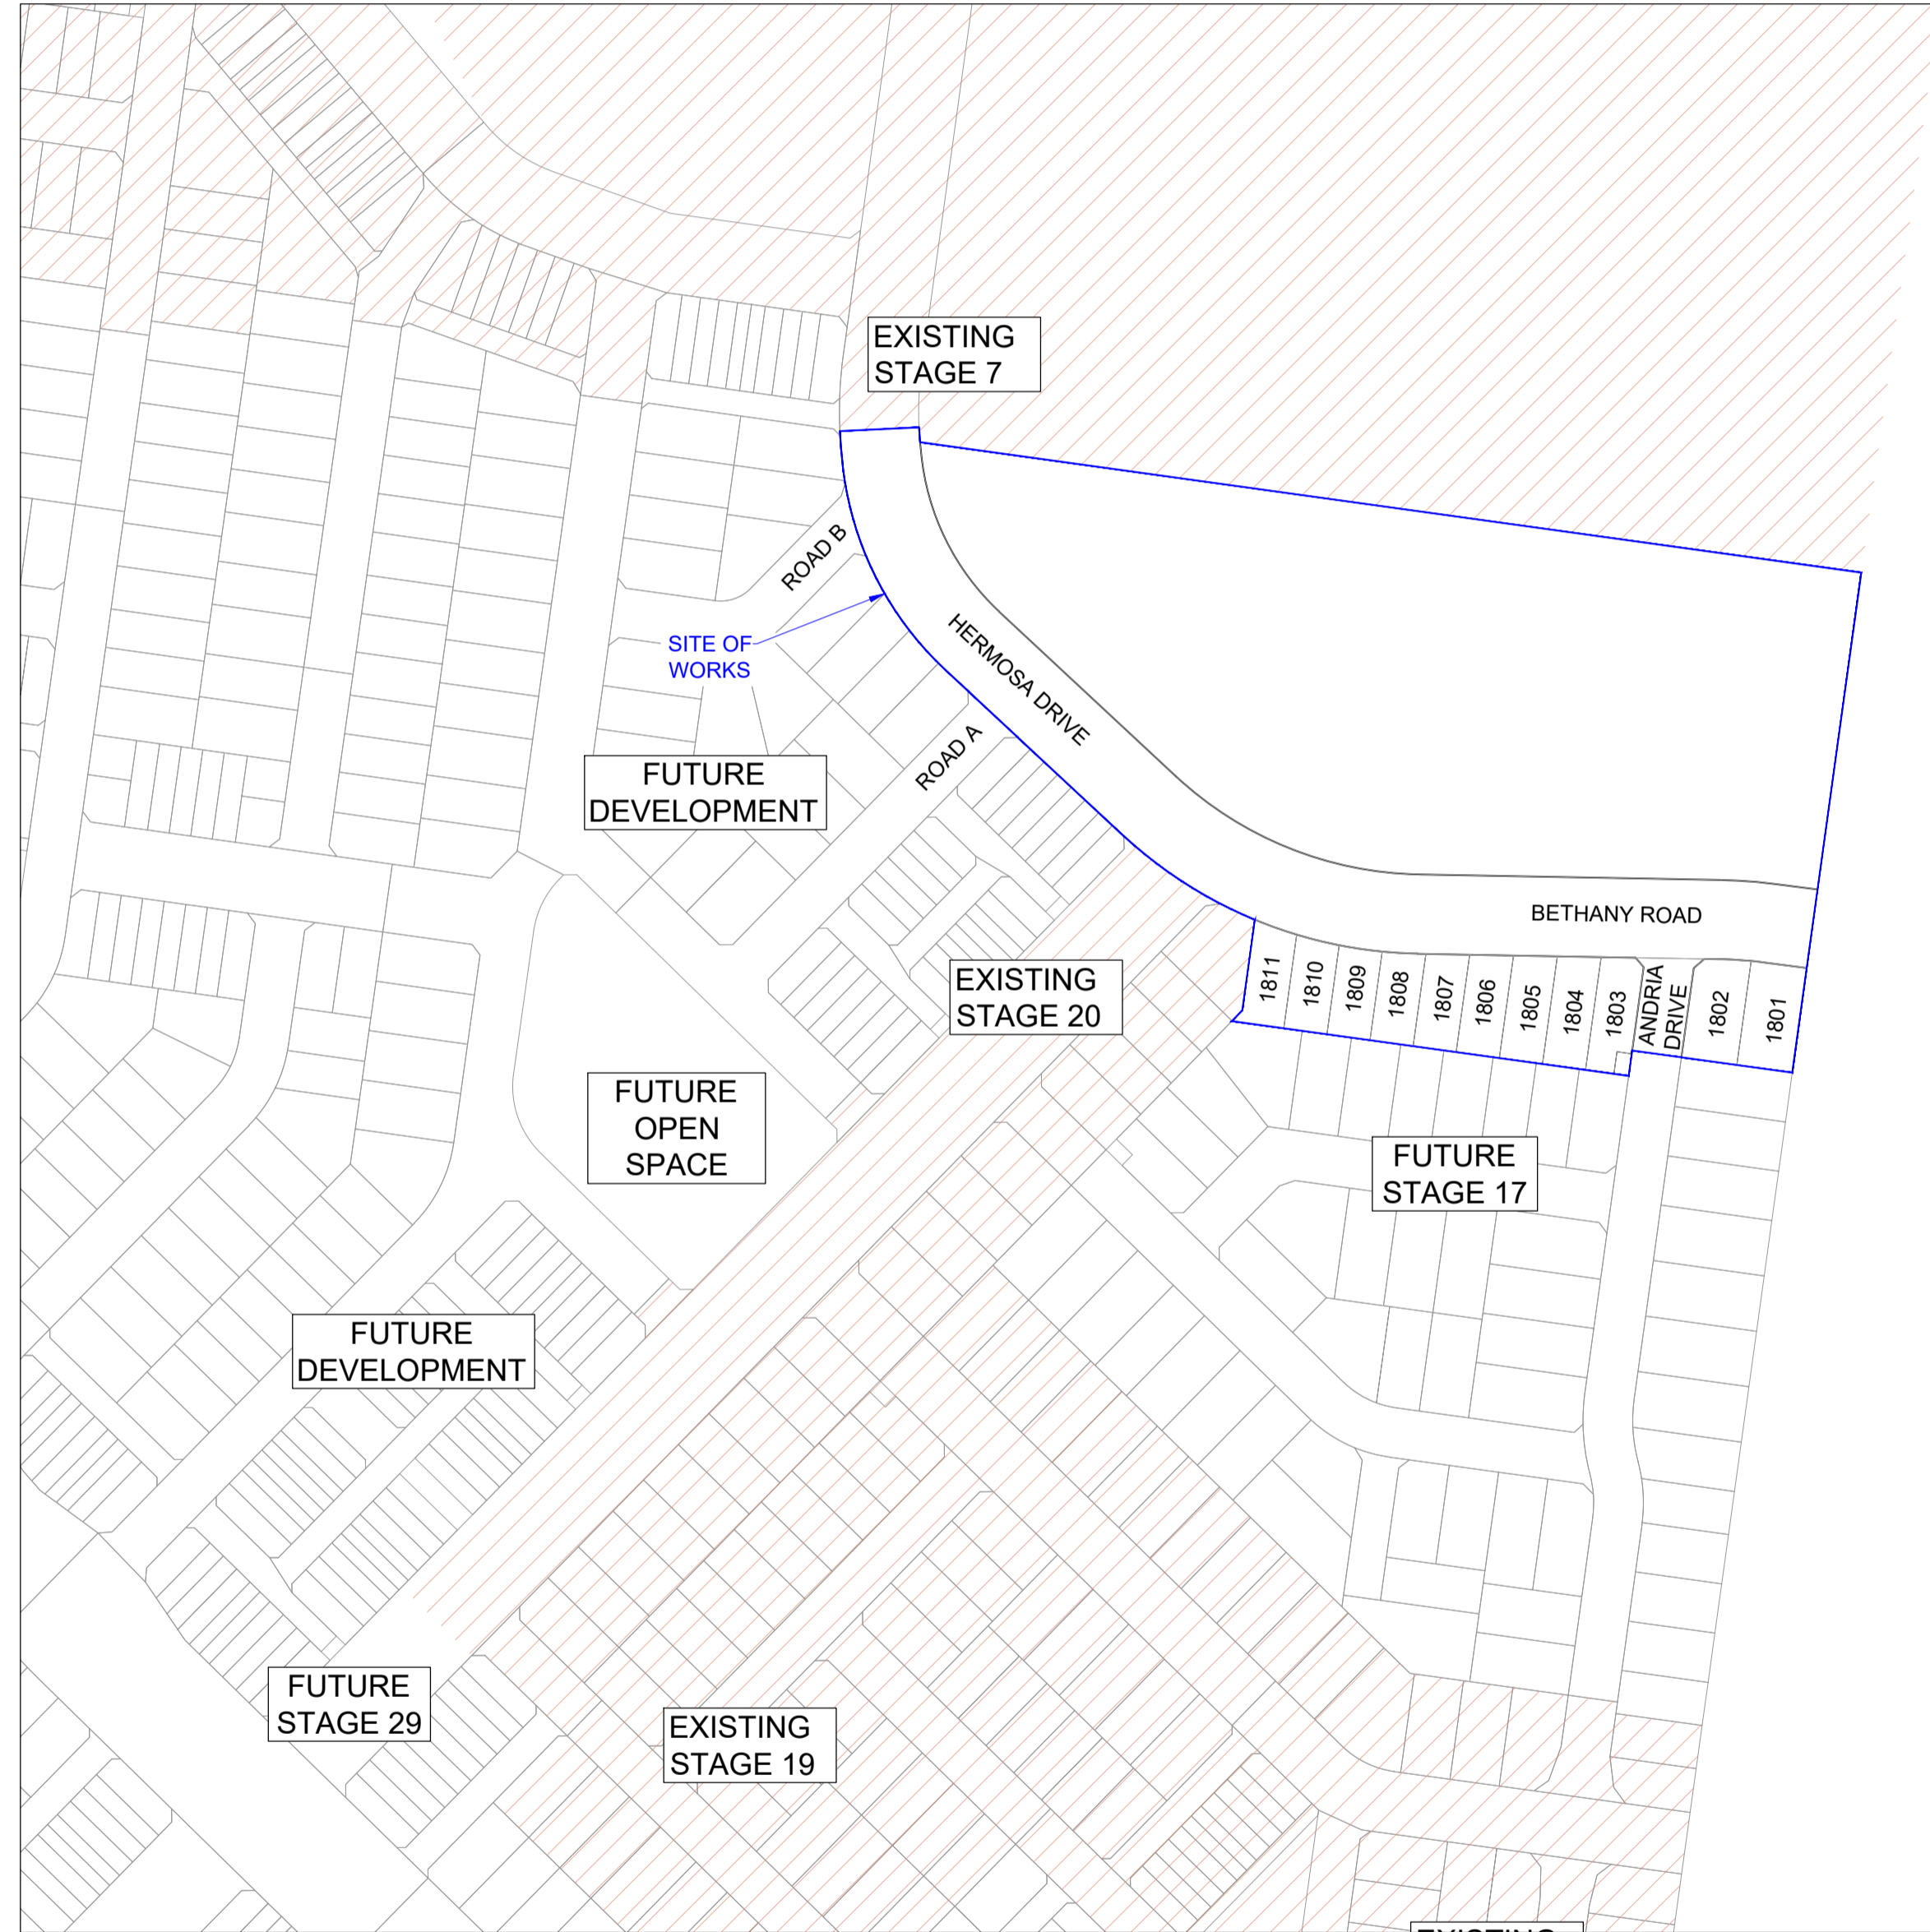 EXISTING
STAGE 7
ROAD B
SITE OF
WORKS
HERMOSA DRIVE
ROAD A
FUTURE
DEVELOPMENT
BETHANY ROAD
EXISTING
STAGE 20
1811
1810
1809
1808
1807
1806
1805
1804
1803
ANDRIA
DRIVE
1802
1801
FUTURE
OPEN
SPACE
FUTURE
STAGE 17
FUTURE
DEVELOPMENT
FUTURE
STAGE 29
EXISTING
STAGE 19
EXISTING